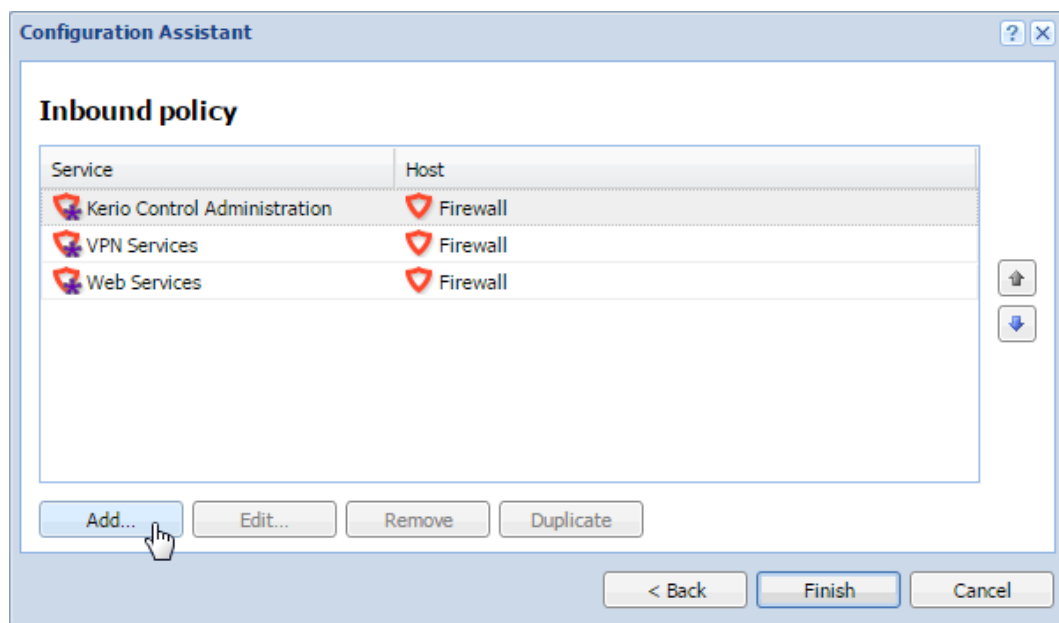 Configuration Assistant
?
Inbound policy
Service Host
Kerio Control Administration Firewall
VPN Services Firewall
Web Services Firewall
Add... Edit... Remove Duplicate
< Back Finish Cancel